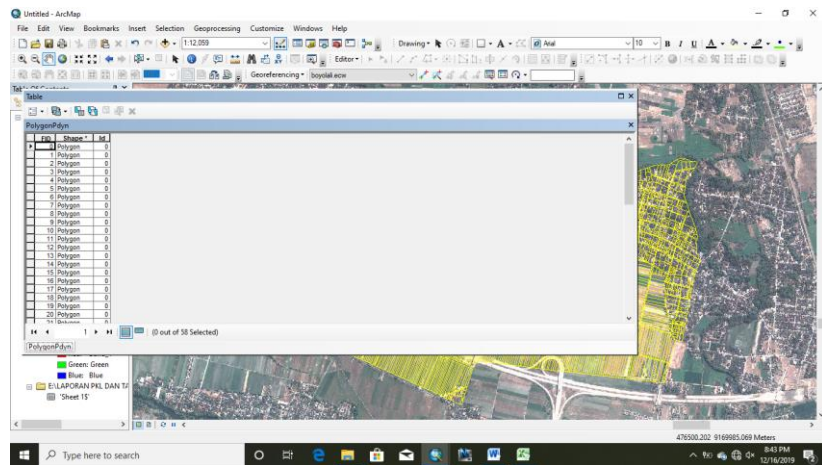 Untitled - ArcMap
File Edit View Bookmarks Insert Selection Geoprocessing Customize Windows Help
1:12.059
Drawing
Arial
10
B I U A
Editor
Georeferencing
boyolali.ecw
Table
PolygonPdyn
FID Shape * Id
0 Polygon 0
1 Polygon 0
2 Polygon 0
3 Polygon 0
4 Polygon 0
5 Polygon 0
6 Polygon 0
7 Polygon 0
8 Polygon 0
9 Polygon 0
10 Polygon 0
11 Polygon 0
12 Polygon 0
13 Polygon 0
14 Polygon 0
15 Polygon 0
16 Polygon 0
17 Polygon 0
18 Polygon 0
19 Polygon 0
20 Polygon 0
21 Polygon 0
1
(0 out of 58 Selected)
PolygonPdyn
Green: Green
Blue: Blue
E:\LAPORAN PKL DAN TA
'Sheet 1$'
476500.202 9169985.069 Meters
Type here to search
8:43 PM
12/16/2019